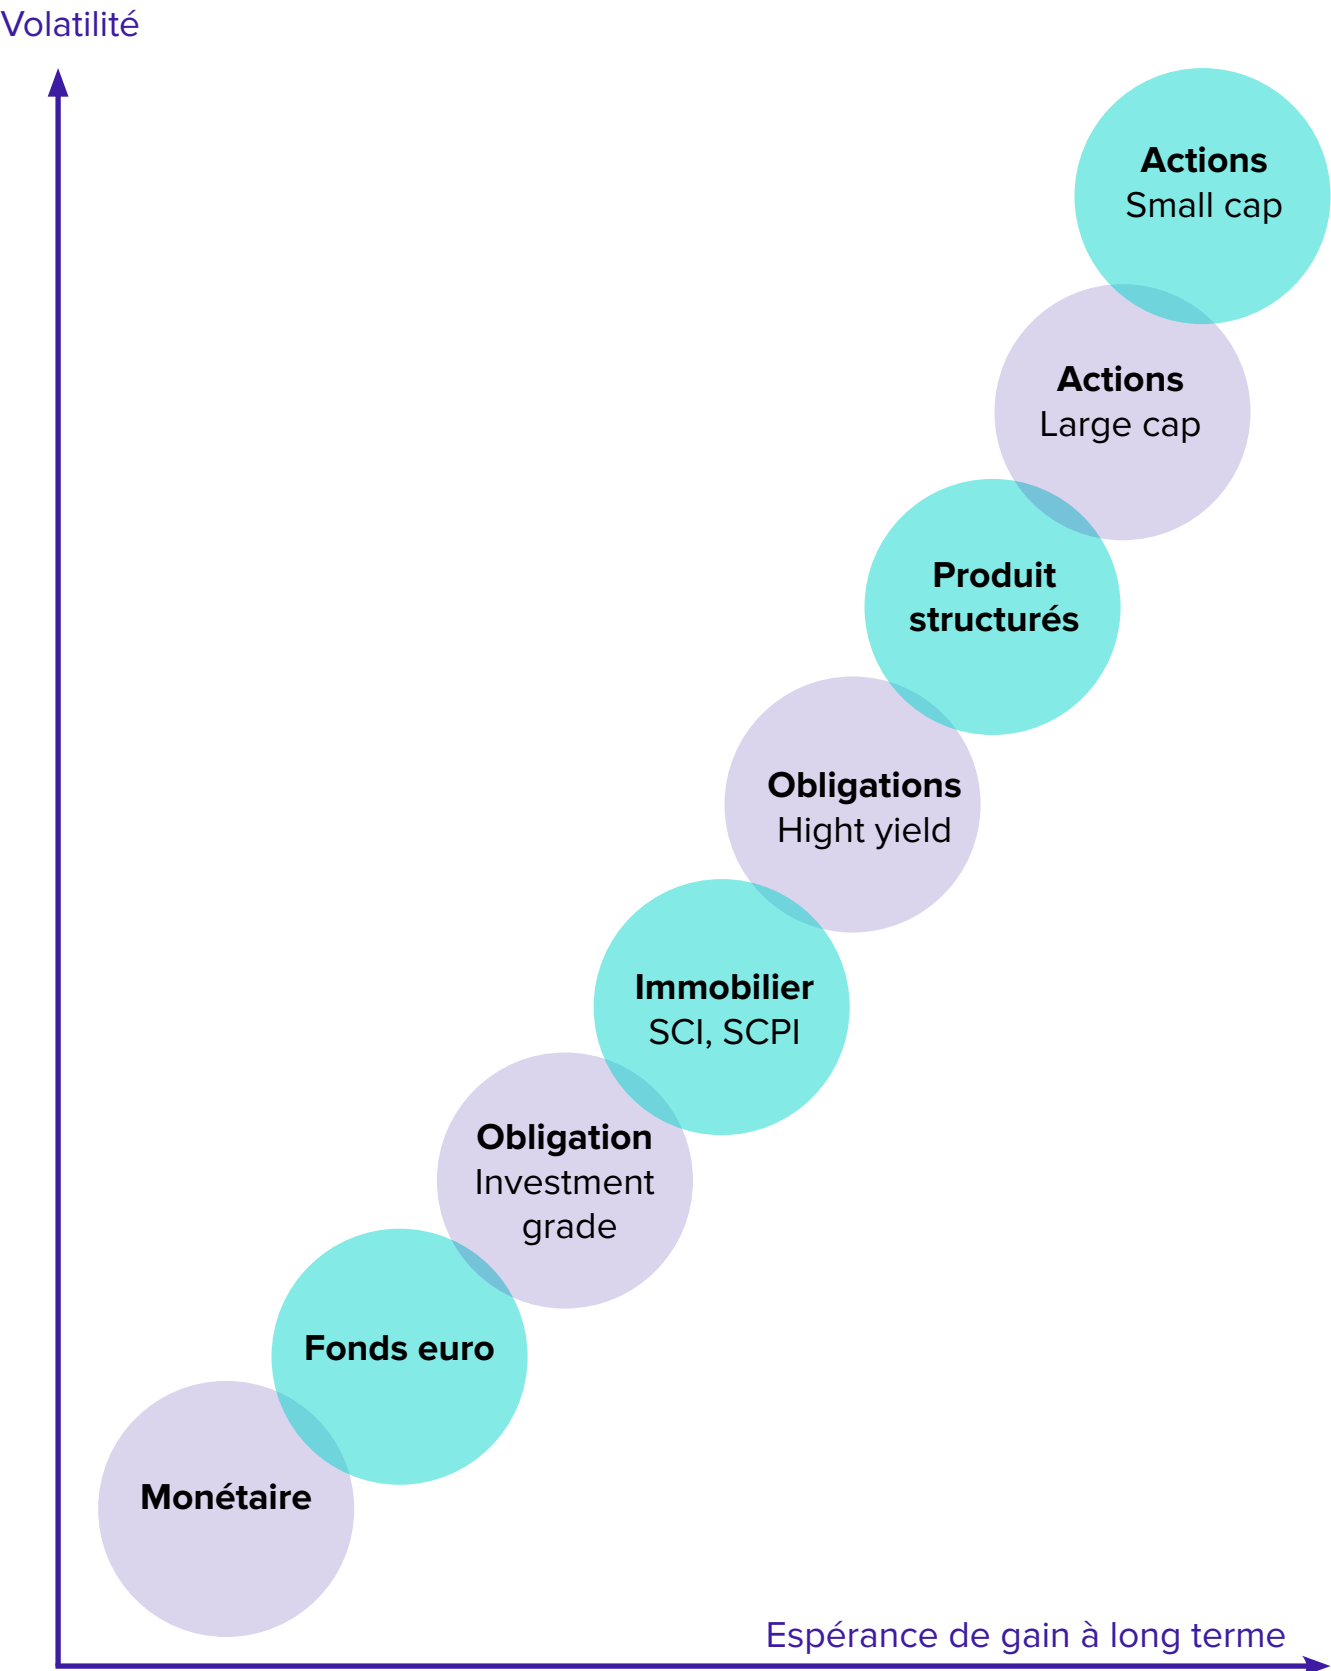 Volatilité
Actions
Small cap
Actions
Large cap
Produit
structurés
Obligations
Hight yield
Immobilier
SCI, SCPI
Obligation
Investment
grade
Fonds euro
Monétaire
Espérance de gain à long terme